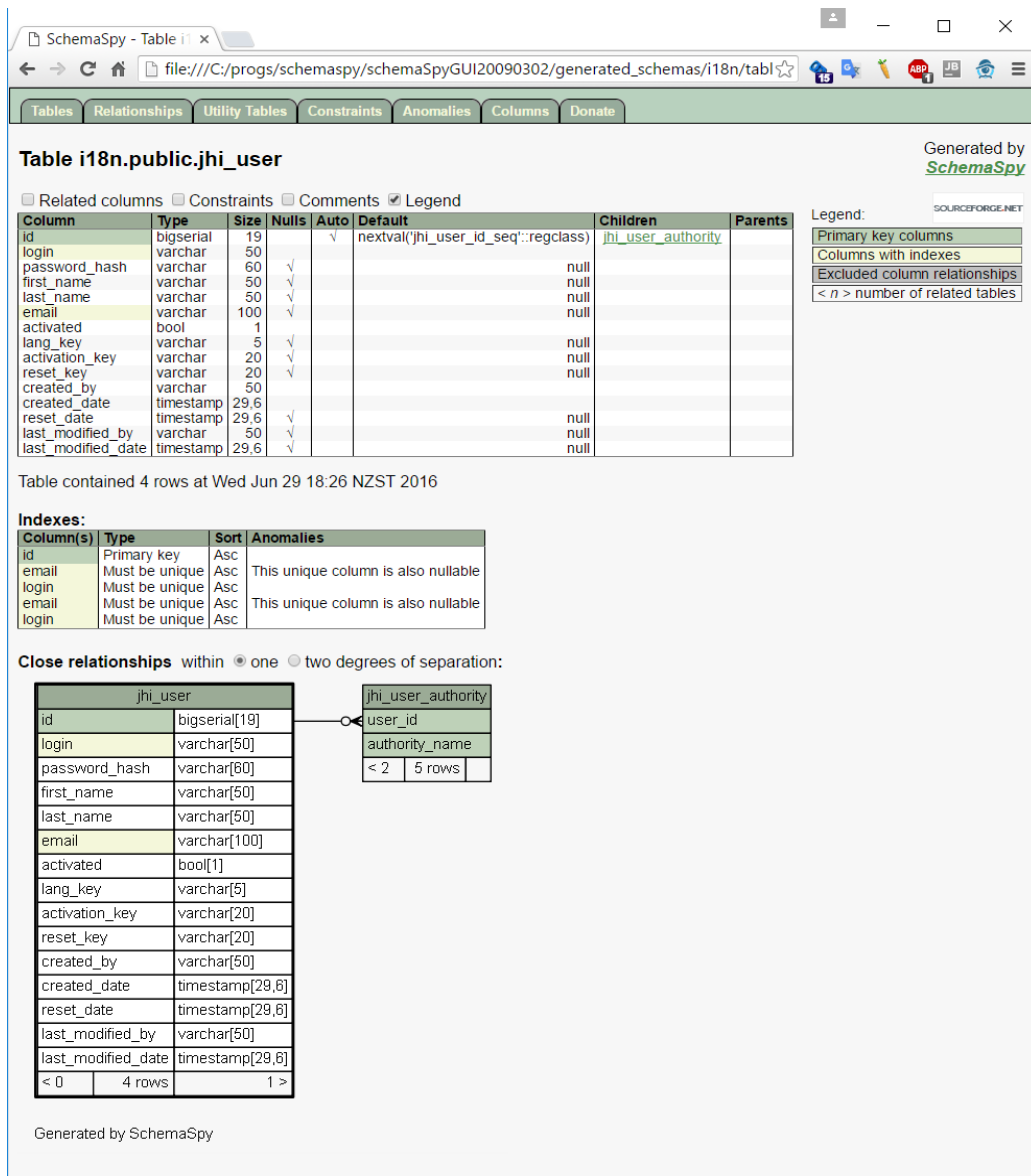 SchemaSpy - Table i1
file:///C:/progs/schemaspy/schemaSpyGUI20090302/generated_schemas/i18n/tabl
15
ABP
1
JB
Tables Relationships Utility Tables Constraints Anomalies Columns Donate
Table i18n.public.jhi_user
Generated by
SchemaSpy
Related columns Constraints Comments Legend
SOURCEFORGE.NET
Legend:
Primary key columns
Columns with indexes
Excluded column relationships
< n > number of related tables
Column Type Size Nulls Auto Default Children Parents
id bigserial 19 √ nextval('jhi_user_id_seq'::regclass) jhi_user_authority
login varchar 50
password_hash varchar 60 √ null
first_name varchar 50 √ null
last_name varchar 50 √ null
email varchar 100 √ null
activated bool 1
lang_key varchar 5 √ null
activation_key varchar 20 √ null
reset_key varchar 20 √ null
created_by varchar 50
created_date timestamp 29,6
reset_date timestamp 29,6 √ null
last_modified_by varchar 50 √ null
last_modified_date timestamp 29,6 √ null
Table contained 4 rows at Wed Jun 29 18:26 NZST 2016
Indexes:
Column(s) Type Sort Anomalies
id Primary key Asc
email Must be unique Asc This unique column is also nullable
login Must be unique Asc
email Must be unique Asc This unique column is also nullable
login Must be unique Asc
Close relationships within one two degrees of separation:
jhi_user
id bigserial[19]
login varchar[50]
password_hash varchar[60]
first_name varchar[50]
last_name varchar[50]
email varchar[100]
activated bool[1]
lang_key varchar[5]
activation_key varchar[20]
reset_key varchar[20]
created_by varchar[50]
created_date timestamp[29,6]
reset_date timestamp[29,6]
last_modified_by varchar[50]
last_modified_date timestamp[29,6]
< 0 4 rows 1 >
jhi_user_authority
user_id
authority_name
< 2 5 rows
Generated by SchemaSpy